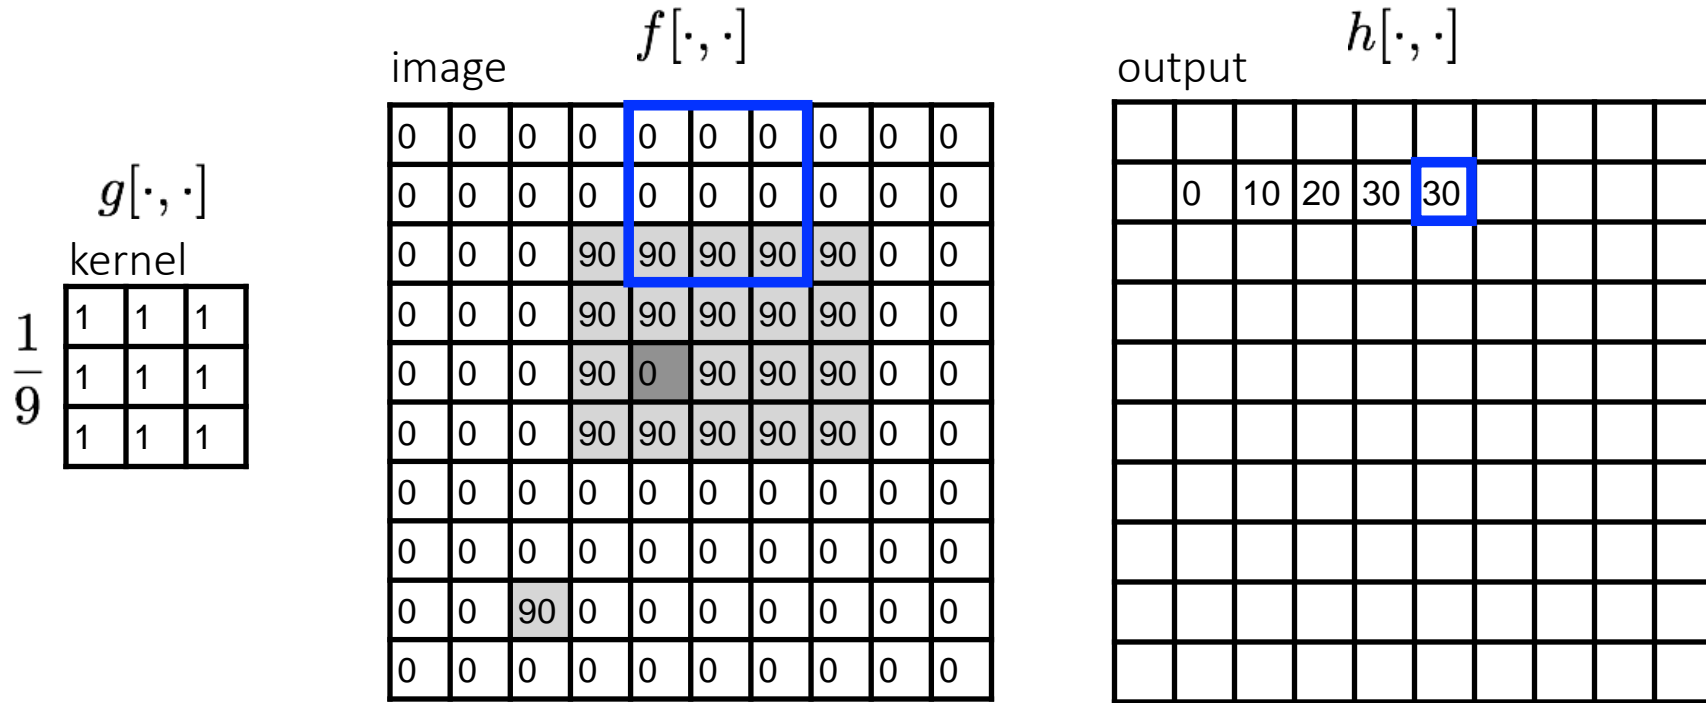 f[·, ·]
h[·, ·]
image
output
0 0 0 0 0 0 0 0 0 0
0 0 0 0 0 0 0 0 0 0
0 10 20 30 30
g[·, ·]
kernel
0 0 0 90 90 90 90 90 0 0
1/9
1 1 1
1 1 1
1 1 1
0 0 0 90 90 90 90 90 0 0
0 0 0 90 0 90 90 90 0 0
0 0 0 90 90 90 90 90 0 0
0 0 0 0 0 0 0 0 0 0
0 0 0 0 0 0 0 0 0 0
0 0 90 0 0 0 0 0 0 0
0 0 0 0 0 0 0 0 0 0